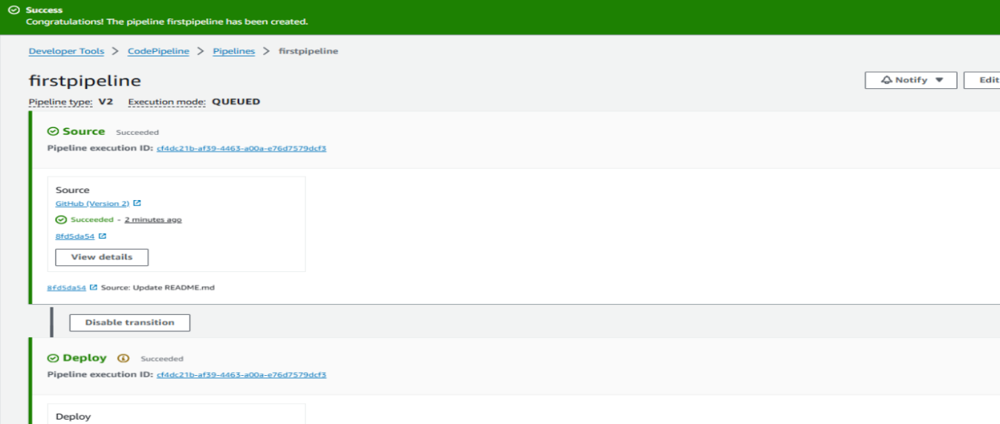 Success
Congratulations! The pipeline firstpipeline has been created.
Developer Tools > CodePipeline > Pipelines > firstpipeline
firstpipeline
Notify ▼ Edit
Pipeline type: V2 Execution mode: QUEUED
Source Succeeded
Pipeline execution ID: cf4dc21b-af39-4463-a00a-e76d7579dcf3
Source
GitHub (Version 2)
Succeeded - 2 minutes ago
8fd5da54
View details
8fd5da54 Source: Update README.md
Disable transition
Deploy Succeeded
Pipeline execution ID: cf4dc21b-af39-4463-a00a-e76d7579dcf3
Deploy